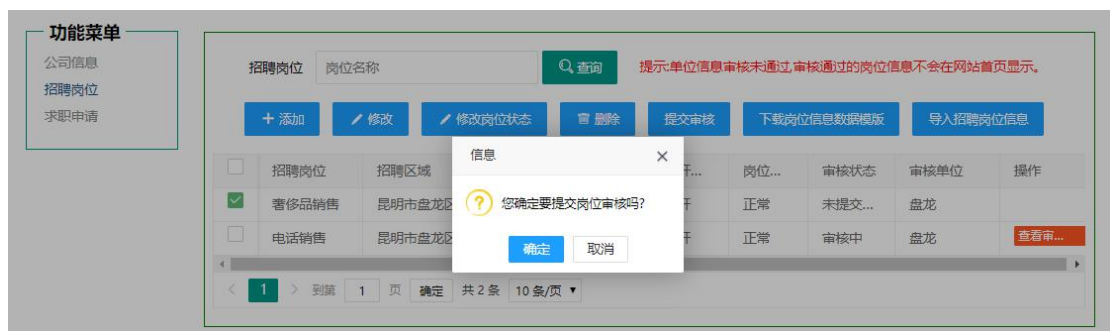 功能菜单
公司信息
招聘岗位
求职申请
招聘岗位 岗位名称 查询 提示:单位信息审核未通过,审核通过的岗位信息不会在网站首页显示。
添加 修改 修改岗位状态 删除 提交审核 下载岗位信息数据模版 导入招聘岗位信息
信息
招聘岗位 招聘区域 岗位... 审核状态 审核单位 操作
奢侈品销售 昆明市盘龙区 正常 未提交... 盘龙
您确定要提交岗位审核吗?
电话销售 昆明市盘龙区 正常 审核中 盘龙 查看审...
确定 取消
1 到第 1 页 确定 共 2 条 10 条/页